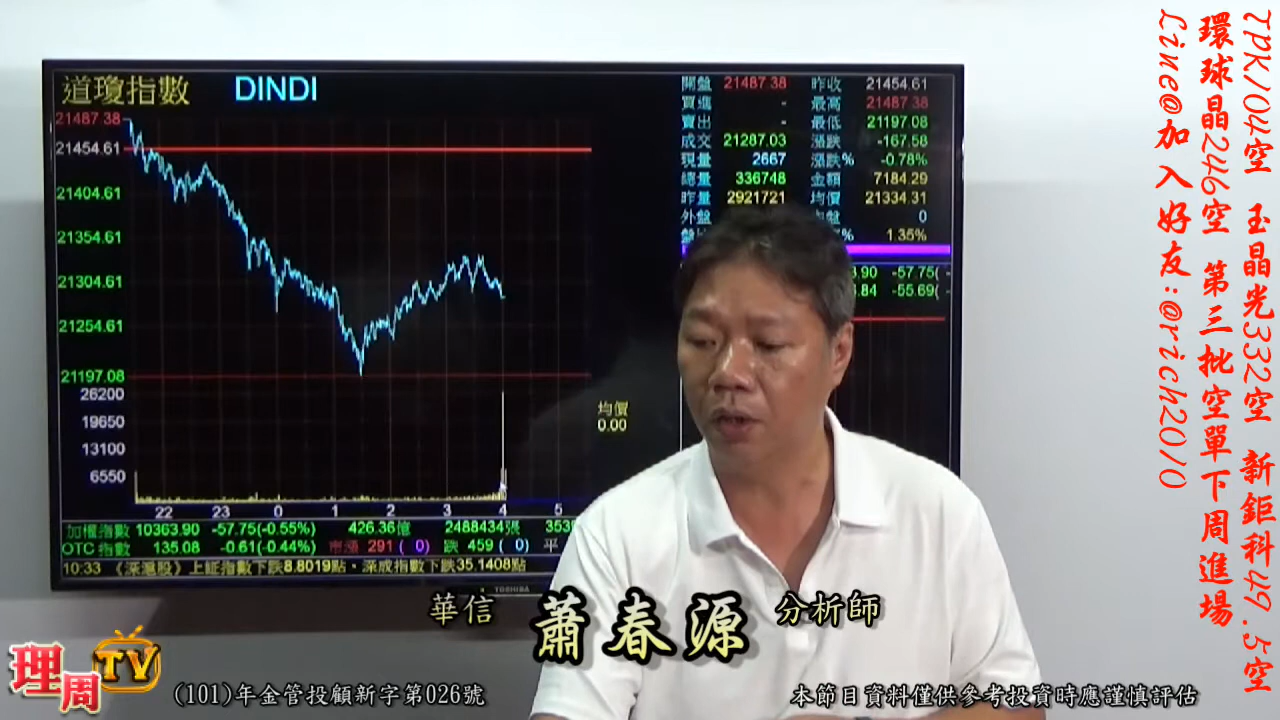 道瓊指數 DINDI
21487.38
21454.61
21404.61
21354.61
21304.61
21254.61
21197.08
26200
19650
13100
6550
22 23 0 1 2 3 4 5
均價
0.00
開盤 21487.38 昨收 21454.61
買進 - 最高 21487.38
賣出 - 最低 21197.08
成交 21287.03 漲跌 -167.58
現量 2667 漲跌% -0.78%
總量 336748 金額 7184.29
昨量 2921721 均價 21334.31
外盤 0
1.35%
.90 -57.75(
.84 -55.69(
加權指數 10363.90 -57.75(-0.55%) 426.36億 2488434張
OTC 指數 135.08 -0.61(-0.44%) 市漲 291 ( 0) 跌 459 ( 0) 平
10:33 《深滬股》上証指數下跌8.8019點，深成指數下跌35.1408點
TOSHIBA
TPK104空 玉晶光332空 新鉅科49.5空
環球晶246空 第三批空單下周進場
Line@加入好友:@rich2010
華信 蕭春源 分析師
理周TV
(101)年金管投顧新字第026號
本節目資料僅供參考投資時應謹慎評估